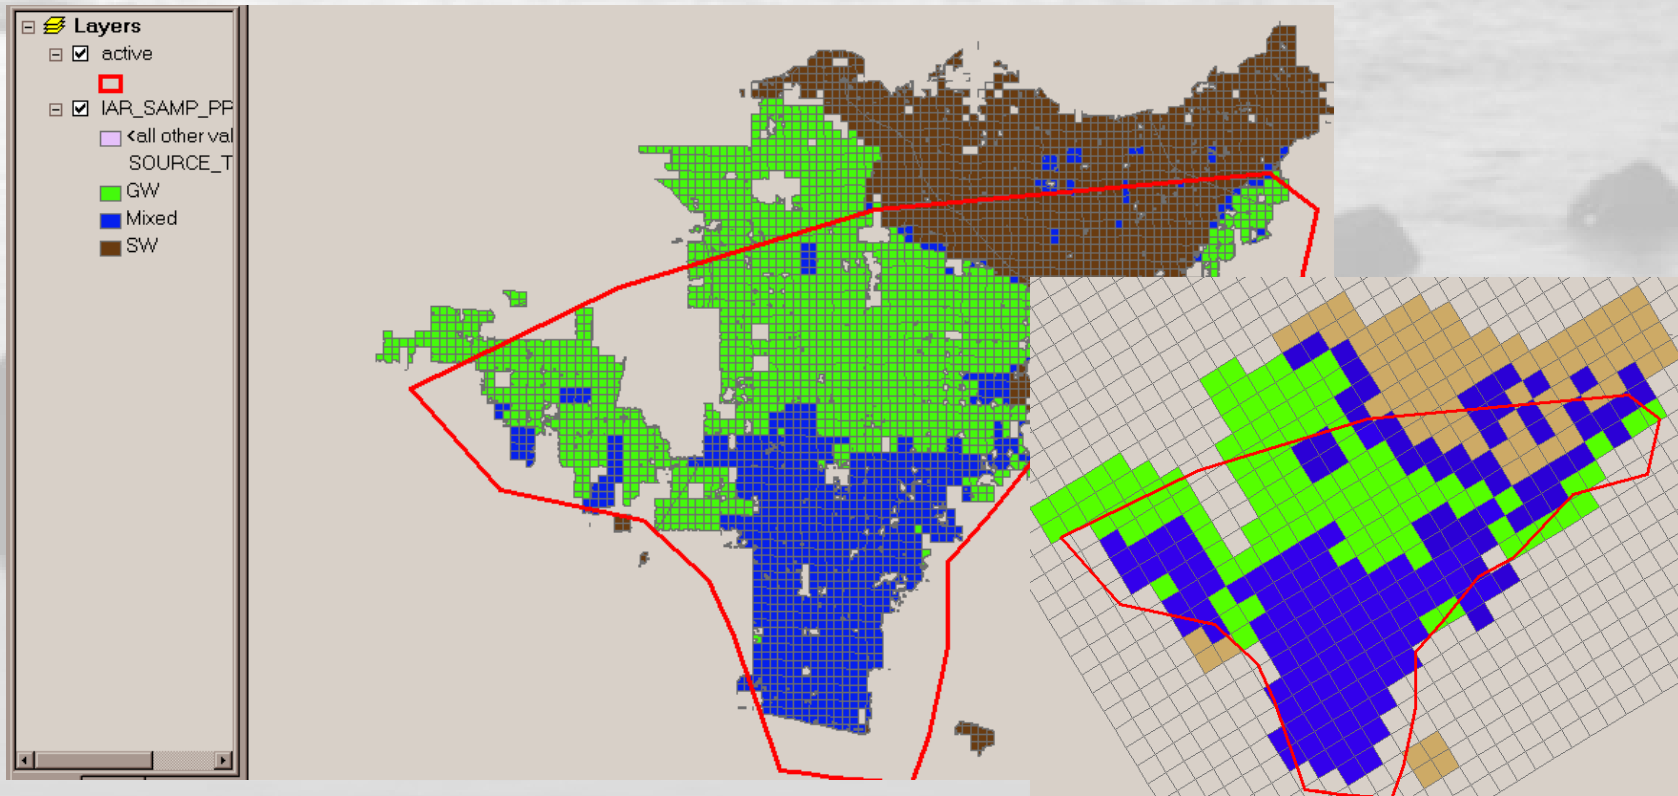 Layers
active
IAR_SAMP_PP
<all other val
SOURCE_T
GW
Mixed
SW